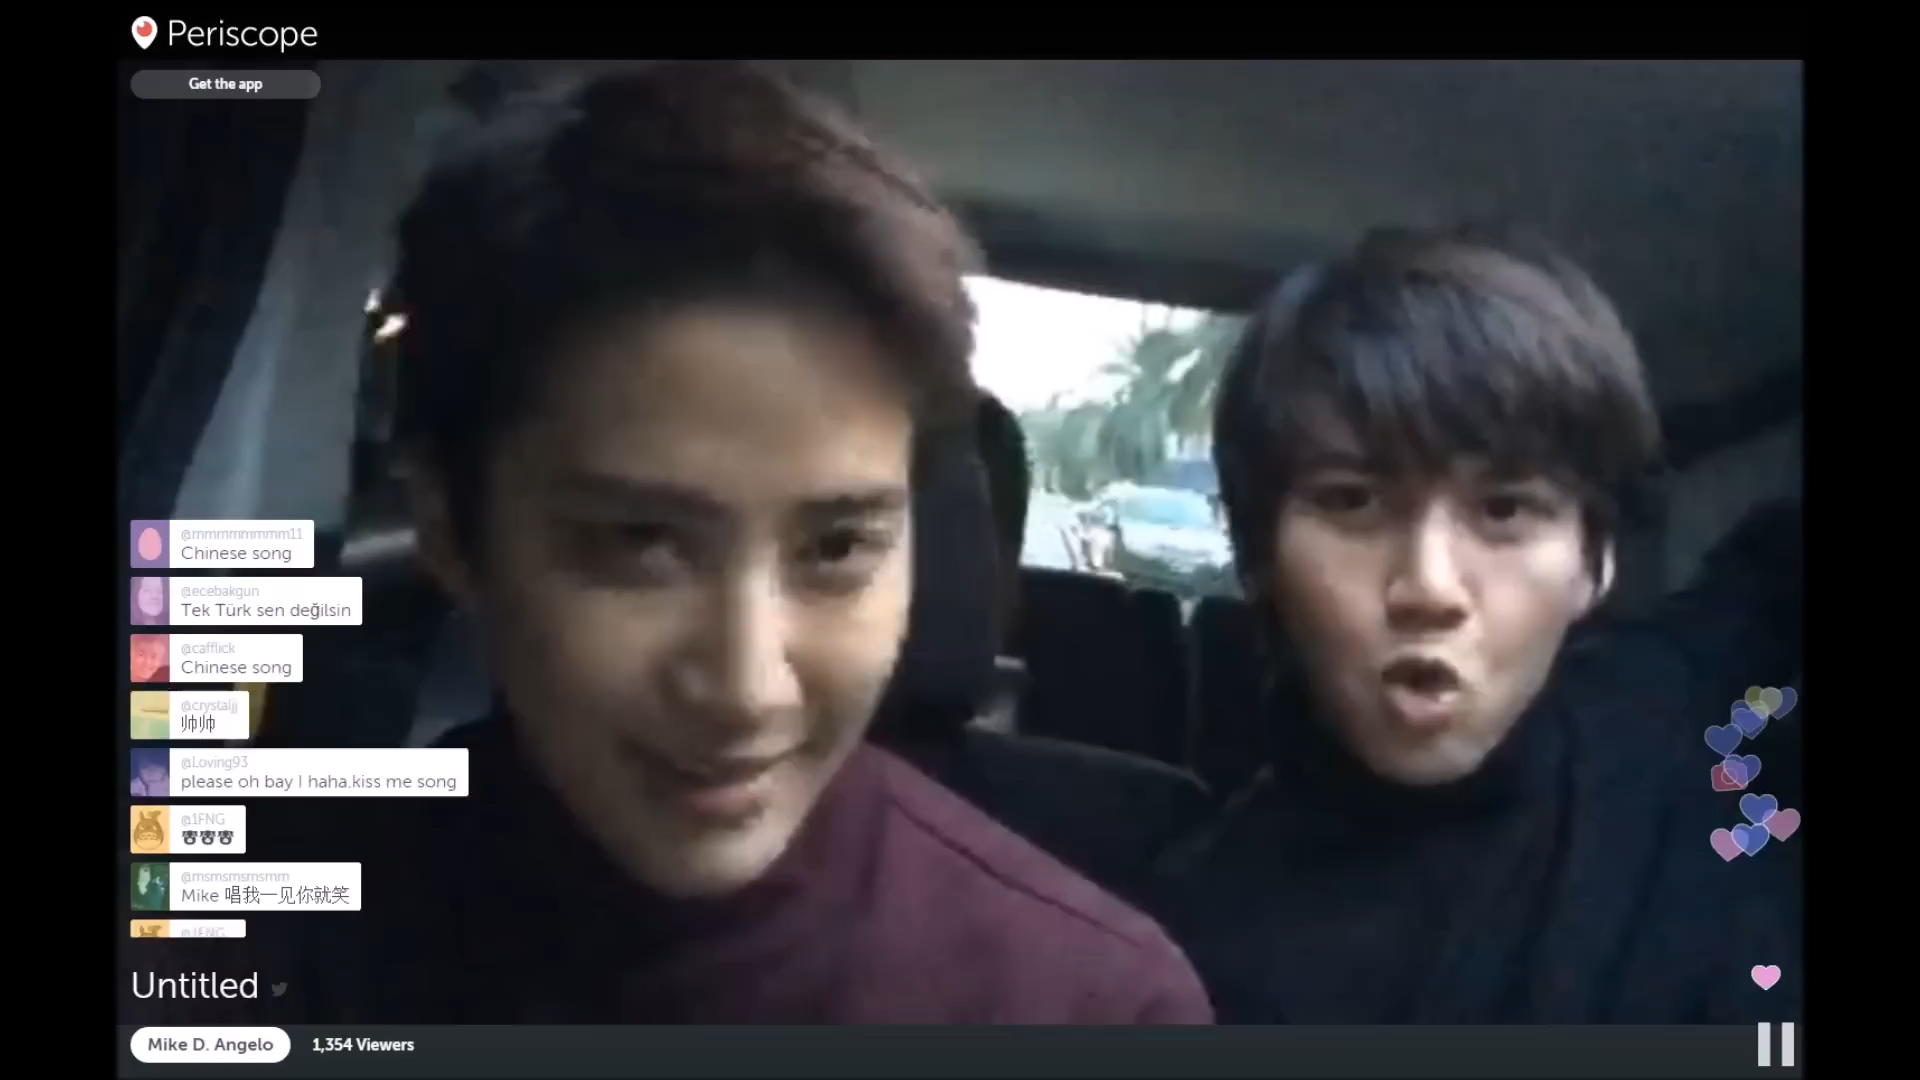 Periscope
Get the app
@mmmmmmmm11
Chinese song
@ecebakgun
Tek Türk sen değilsin
@cafflick
Chinese song
@crystaljj
帅帅
@Loving93
please oh bay I haha.kiss me song
@1FNG
@msmsmsmsmm
Mike 唱我一见你就笑
@1FNG
Untitled
Mike D. Angelo
1,354 Viewers